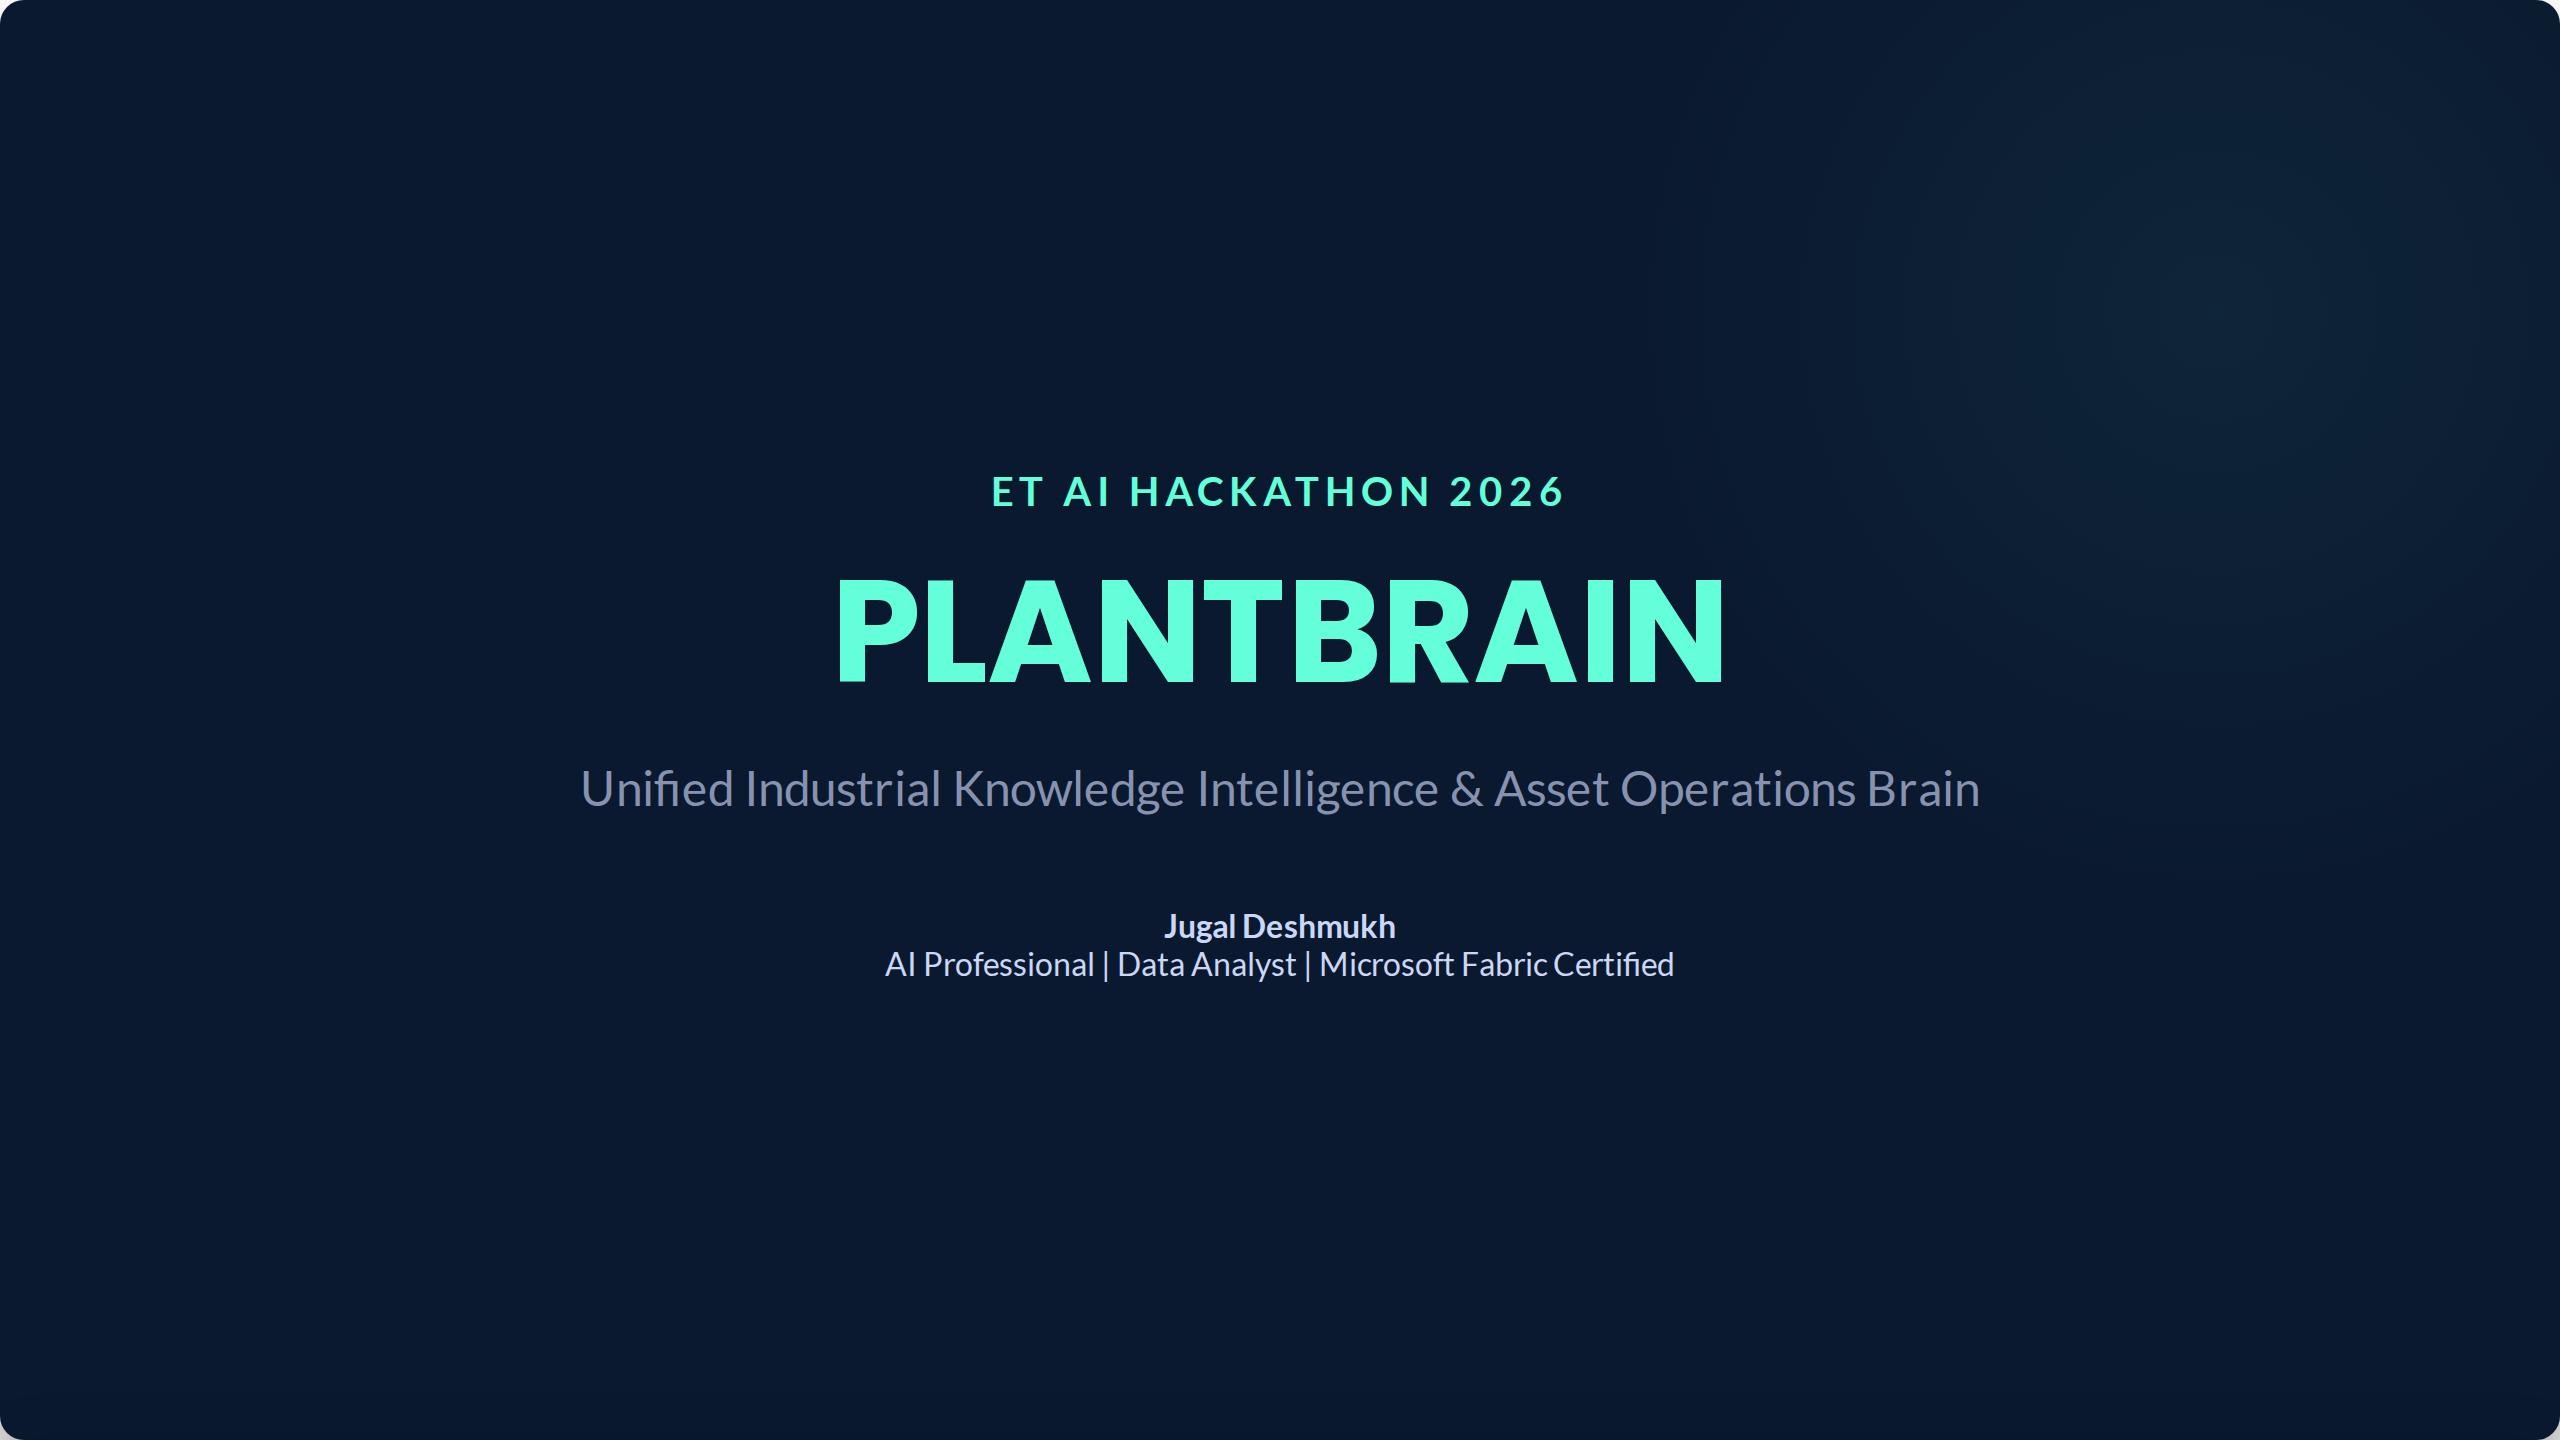 ET AI HACKATHON 2026
PLANTBRAIN
Unified Industrial Knowledge Intelligence & Asset Operations Brain
Jugal Deshmukh
AI Professional | Data Analyst | Microsoft Fabric Certified